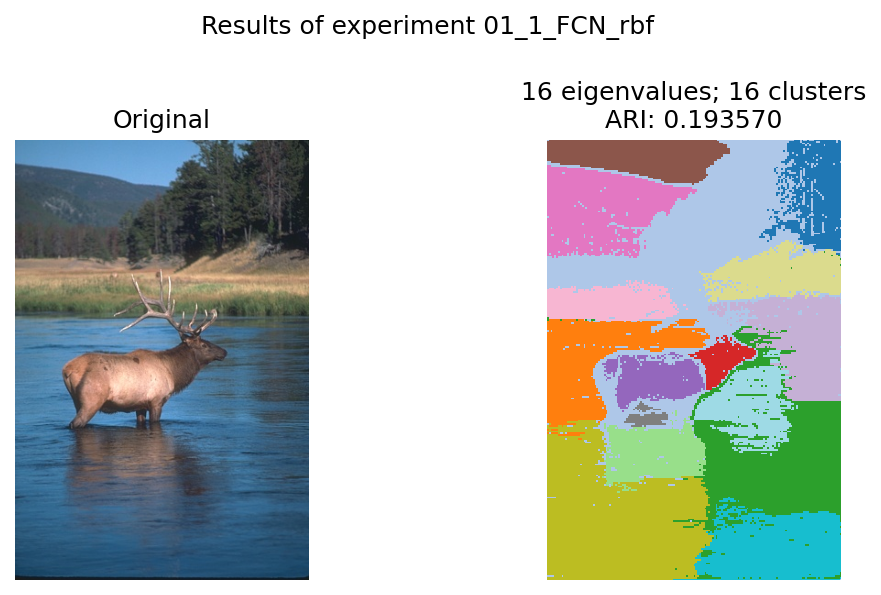 Results of experiment 01_1_FCN_rbf
Original
16 eigenvalues; 16 clusters
ARI: 0.193570